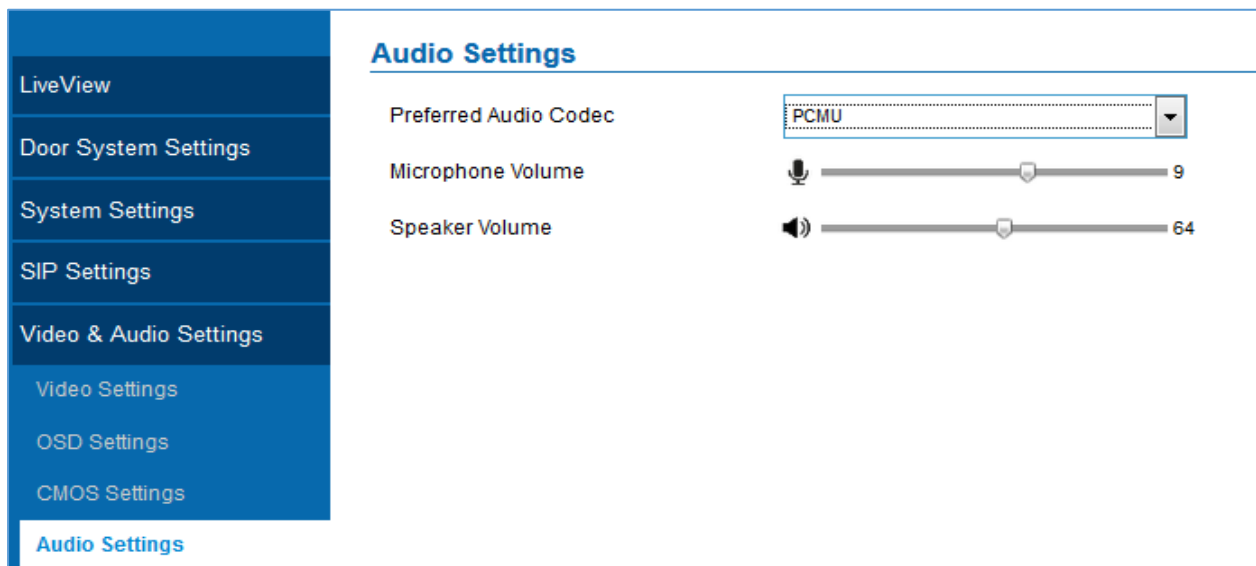 LiveView
Door System Settings
System Settings
SIP Settings
Video & Audio Settings
Video Settings
OSD Settings
CMOS Settings
Audio Settings
Audio Settings
Preferred Audio Codec PCMU
Microphone Volume 9
Speaker Volume 64